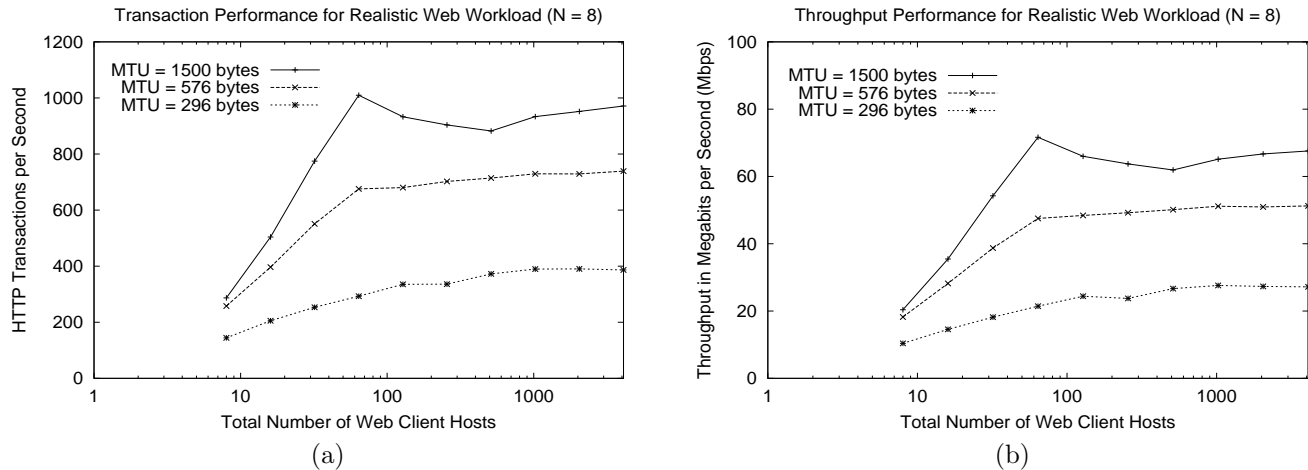 Transaction Performance for Realistic Web Workload (N = 8)
HTTP Transactions per Second
1200
1000
800
600
400
200
0
MTU = 1500 bytes
MTU = 576 bytes
MTU = 296 bytes
1 10 100 1000
Total Number of Web Client Hosts
(a)
Throughput Performance for Realistic Web Workload (N = 8)
Throughput in Megabits per Second (Mbps)
100
80
60
40
20
0
MTU = 1500 bytes
MTU = 576 bytes
MTU = 296 bytes
1 10 100 1000
Total Number of Web Client Hosts
(b)